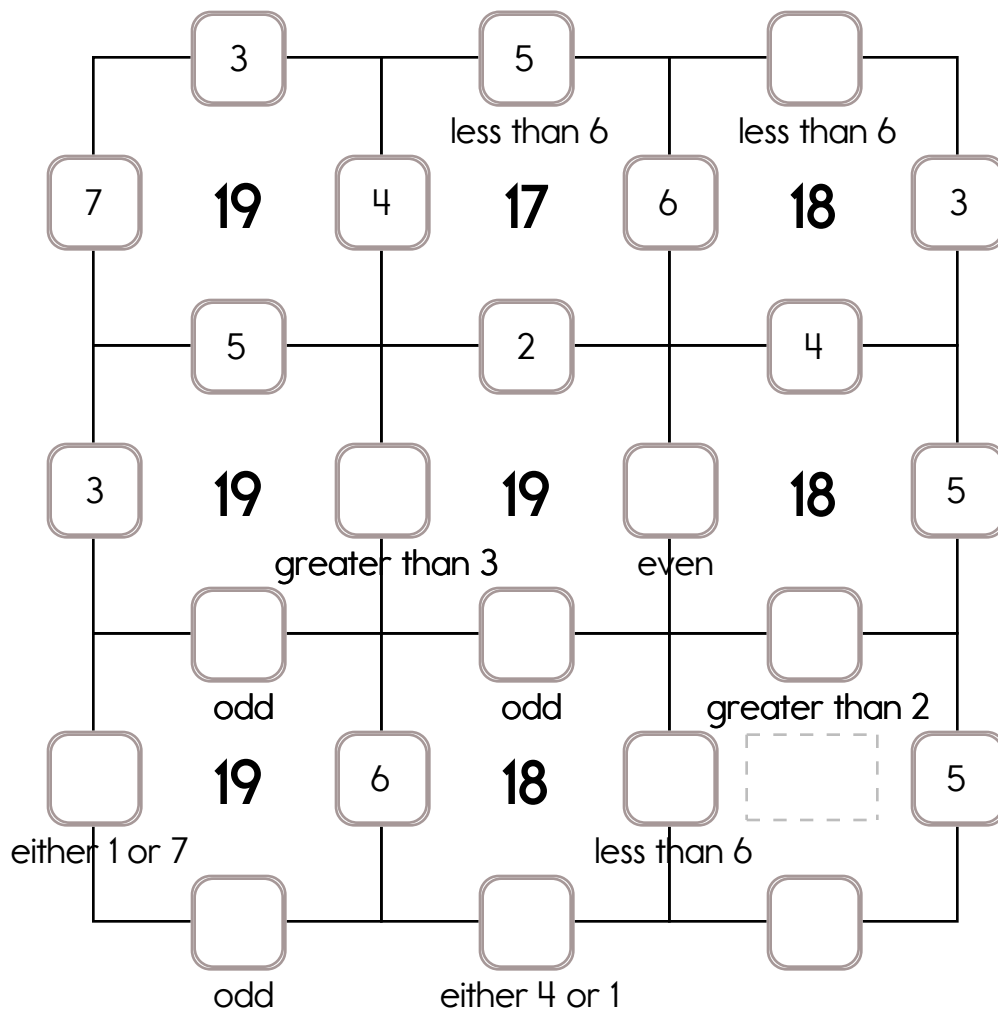 3 5
less than 6 less than 6
7 19 4 17 6 18 3
5 2 4
3 19 19 18 5
greater than 3 even
odd odd greater than 2
19 6 18 5
either 1 or 7 less than 6
odd either 4 or 1